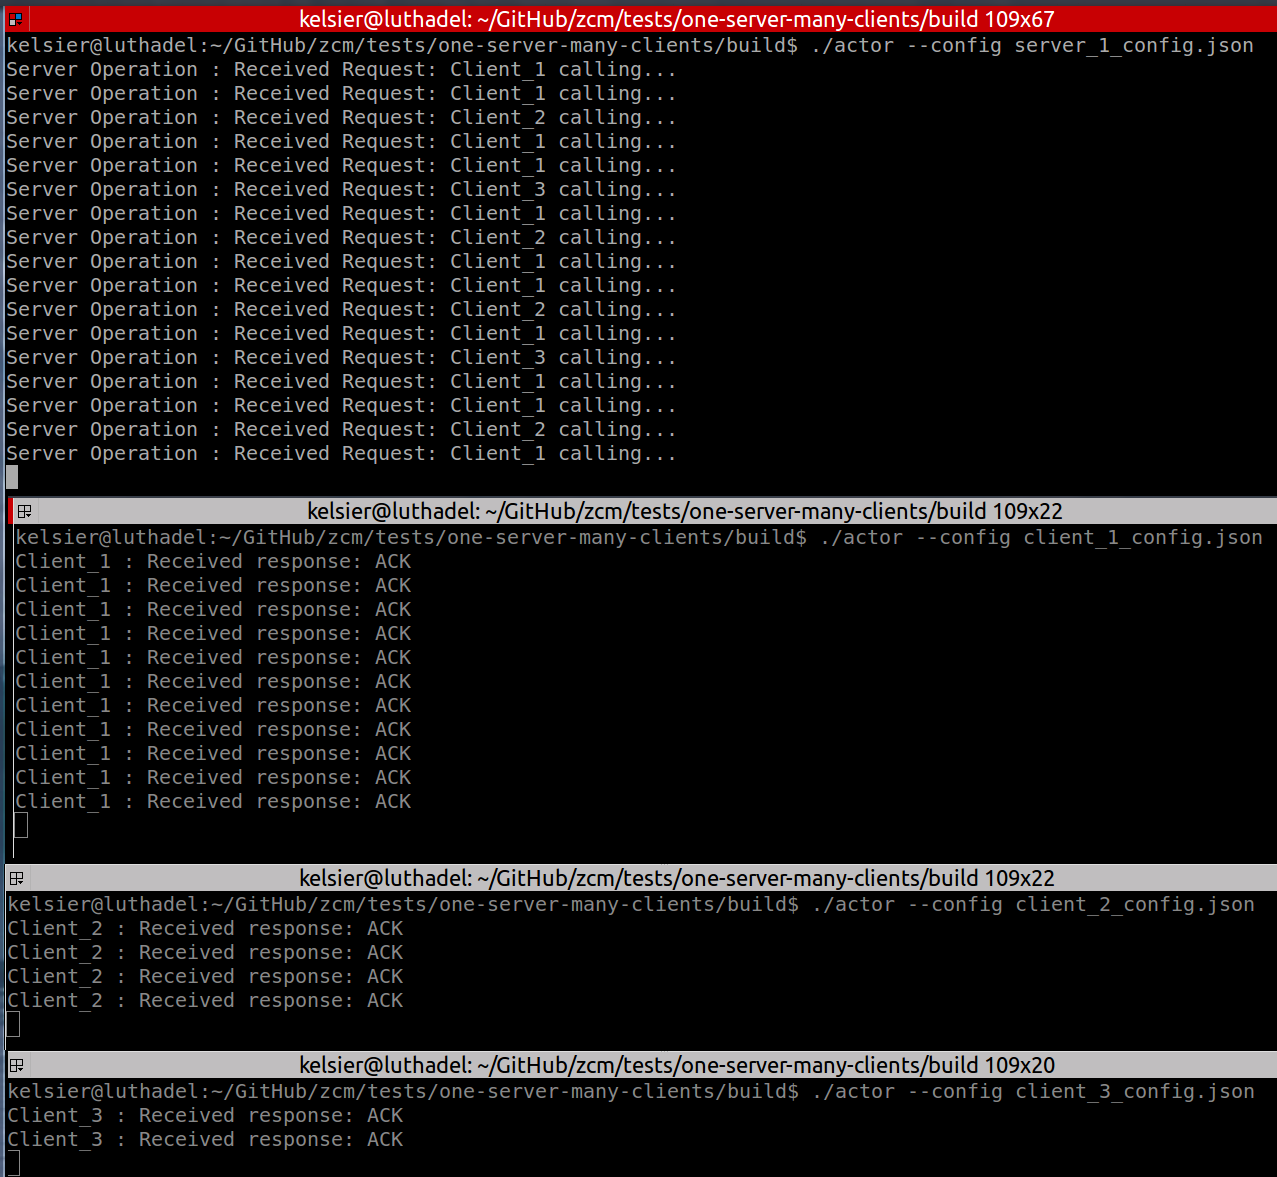 kelsier@luthadel: ~/GitHub/zcm/tests/one-server-many-clients/build 109x67
kelsier@luthadel:~/GitHub/zcm/tests/one-server-many-clients/build$ ./actor --config server_1_config.json
Server Operation : Received Request: Client_1 calling...
Server Operation : Received Request: Client_1 calling...
Server Operation : Received Request: Client_2 calling...
Server Operation : Received Request: Client_1 calling...
Server Operation : Received Request: Client_1 calling...
Server Operation : Received Request: Client_3 calling...
Server Operation : Received Request: Client_1 calling...
Server Operation : Received Request: Client_2 calling...
Server Operation : Received Request: Client_1 calling...
Server Operation : Received Request: Client_1 calling...
Server Operation : Received Request: Client_2 calling...
Server Operation : Received Request: Client_1 calling...
Server Operation : Received Request: Client_3 calling...
Server Operation : Received Request: Client_1 calling...
Server Operation : Received Request: Client_1 calling...
Server Operation : Received Request: Client_2 calling...
Server Operation : Received Request: Client_1 calling...
kelsier@luthadel: ~/GitHub/zcm/tests/one-server-many-clients/build 109x22
kelsier@luthadel:~/GitHub/zcm/tests/one-server-many-clients/build$ ./actor --config client_1_config.json
Client_1 : Received response: ACK
Client_1 : Received response: ACK
Client_1 : Received response: ACK
Client_1 : Received response: ACK
Client_1 : Received response: ACK
Client_1 : Received response: ACK
Client_1 : Received response: ACK
Client_1 : Received response: ACK
Client_1 : Received response: ACK
Client_1 : Received response: ACK
Client_1 : Received response: ACK
kelsier@luthadel: ~/GitHub/zcm/tests/one-server-many-clients/build 109x22
kelsier@luthadel:~/GitHub/zcm/tests/one-server-many-clients/build$ ./actor --config client_2_config.json
Client_2 : Received response: ACK
Client_2 : Received response: ACK
Client_2 : Received response: ACK
Client_2 : Received response: ACK
kelsier@luthadel: ~/GitHub/zcm/tests/one-server-many-clients/build 109x20
kelsier@luthadel:~/GitHub/zcm/tests/one-server-many-clients/build$ ./actor --config client_3_config.json
Client_3 : Received response: ACK
Client_3 : Received response: ACK